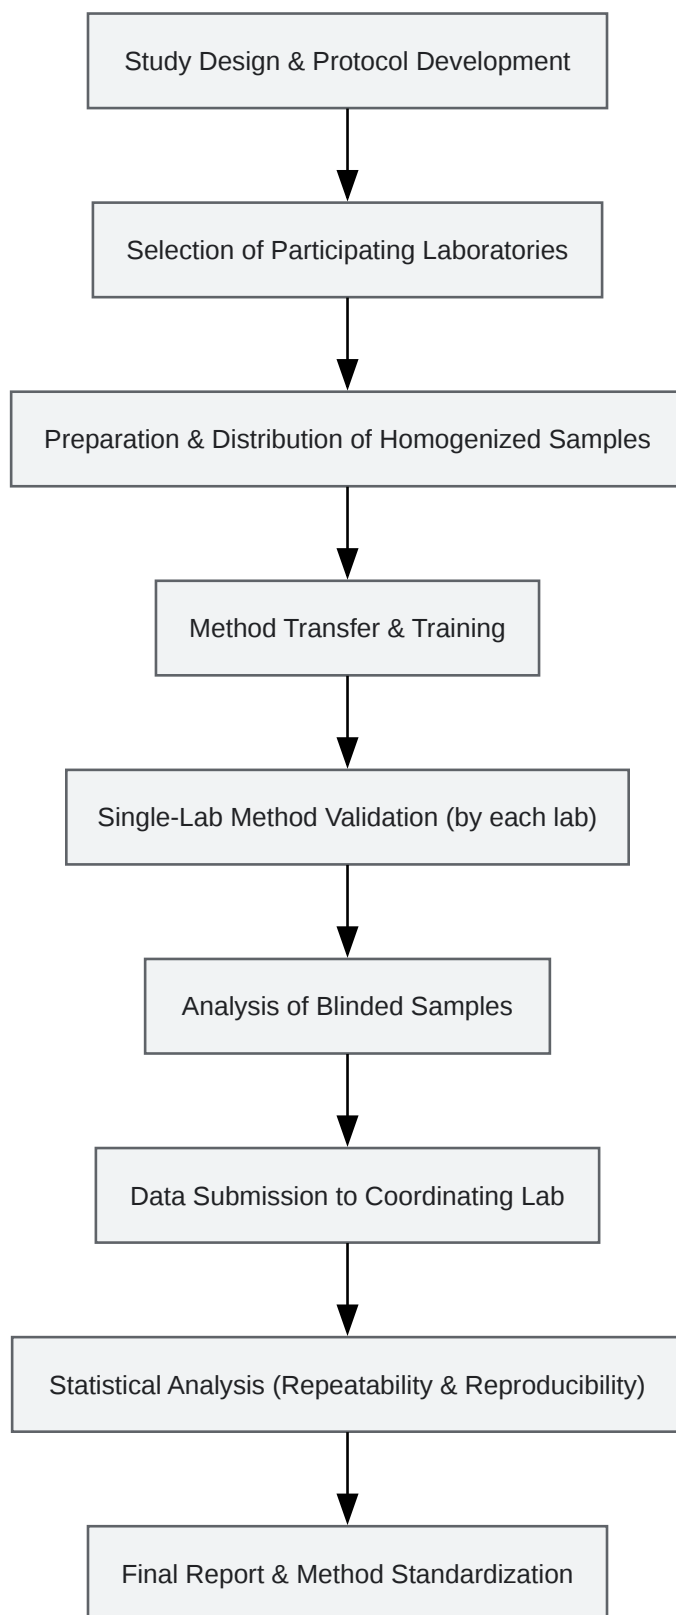 Study Design & Protocol Development
Selection of Participating Laboratories
Preparation & Distribution of Homogenized Samples
Method Transfer & Training
Single-Lab Method Validation (by each lab)
Analysis of Blinded Samples
Data Submission to Coordinating Lab
Statistical Analysis (Repeatability & Reproducibility)
Final Report & Method Standardization